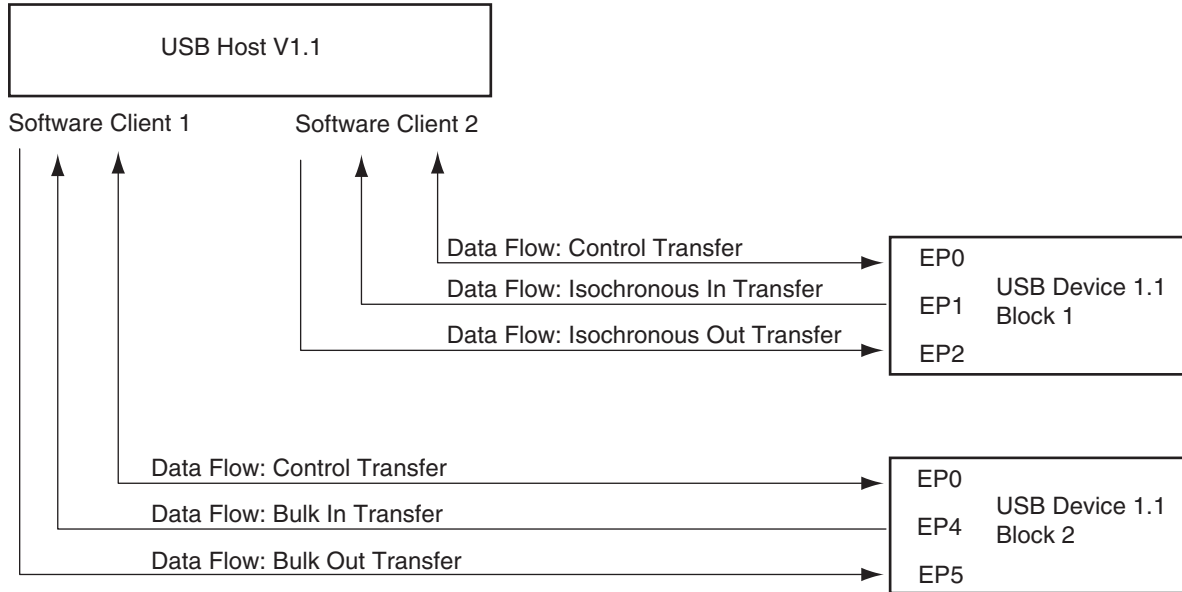 USB Host V1.1
Software Client 1
Software Client 2
Data Flow: Control Transfer
Data Flow: Isochronous In Transfer
Data Flow: Isochronous Out Transfer
EP0
EP1
EP2
USB Device 1.1
Block 1
Data Flow: Control Transfer
Data Flow: Bulk In Transfer
Data Flow: Bulk Out Transfer
EP0
EP4
EP5
USB Device 1.1
Block 2